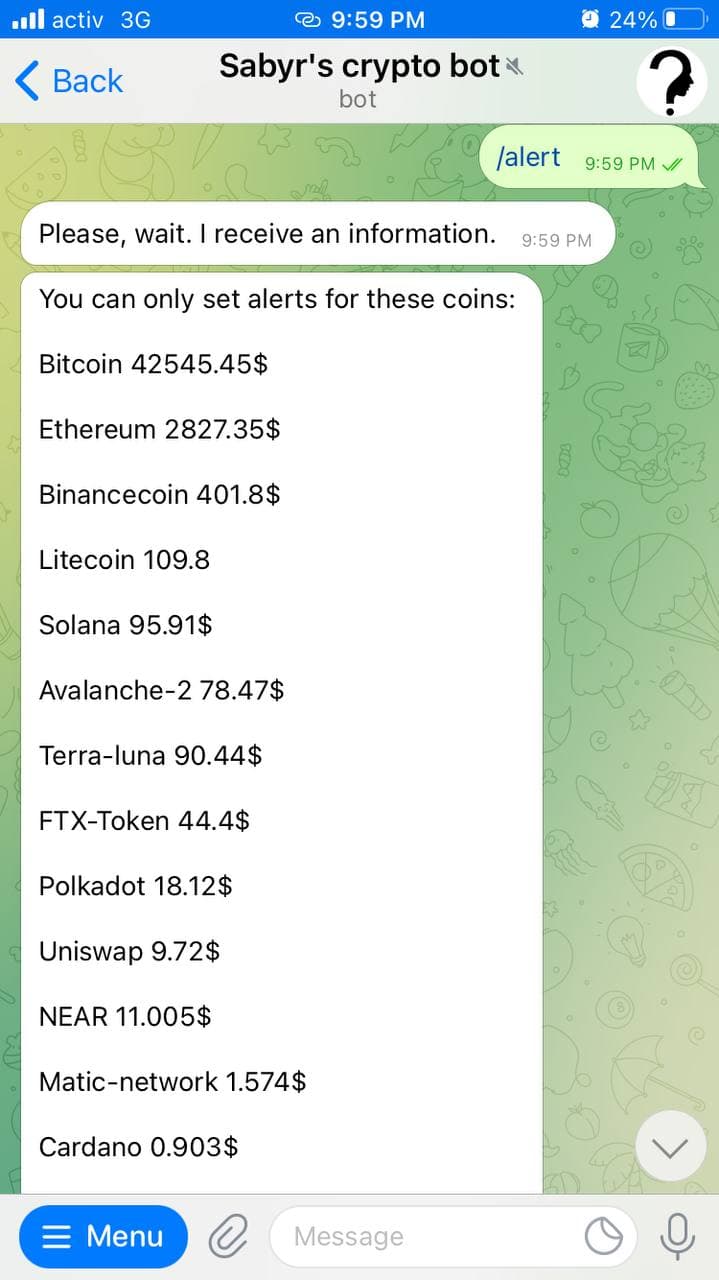 activ 3G 9:59 PM 24%
Back
Sabyr's crypto bot
bot
/alert 9:59 PM
Please, wait. I receive an information. 9:59 PM
You can only set alerts for these coins:
Bitcoin 42545.45$
Ethereum 2827.35$
Binancecoin 401.8$
Litecoin 109.8
Solana 95.91$
Avalanche-2 78.47$
Terra-luna 90.44$
FTX-Token 44.4$
Polkadot 18.12$
Uniswap 9.72$
NEAR 11.005$
Matic-network 1.574$
Cardano 0.903$
Menu
Message